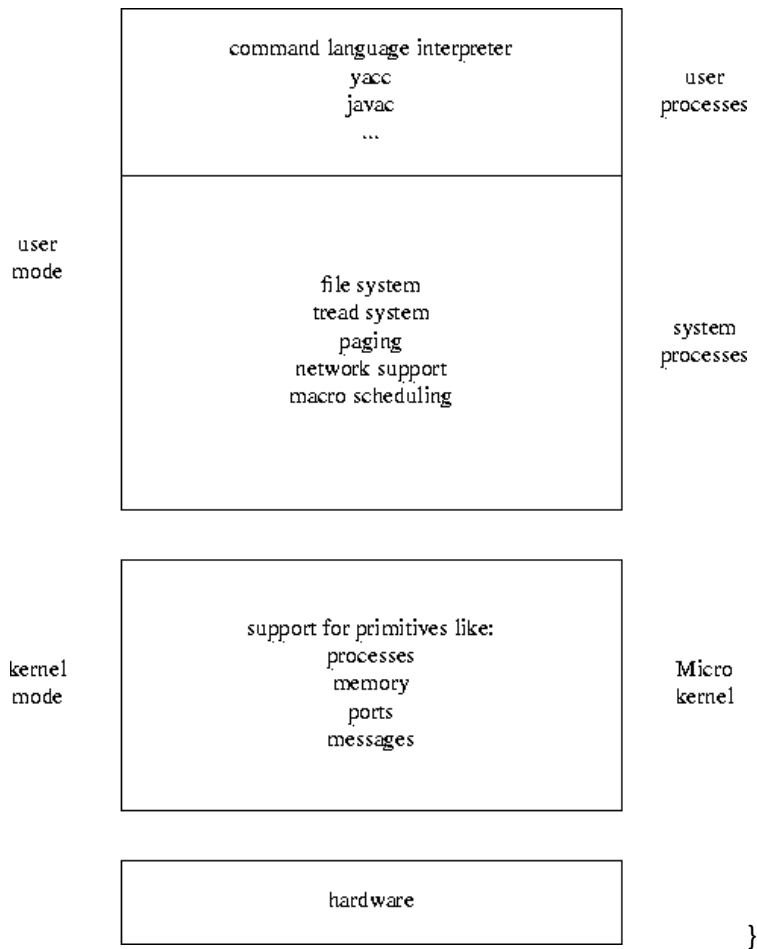 command language interpreter
yacc
javac
...
user
processes
user
mode
file system
tread system
paging
network support
macro scheduling
system
processes
support for primitives like:
processes
memory
ports
messages
kernel
mode
Micro
kernel
hardware
}